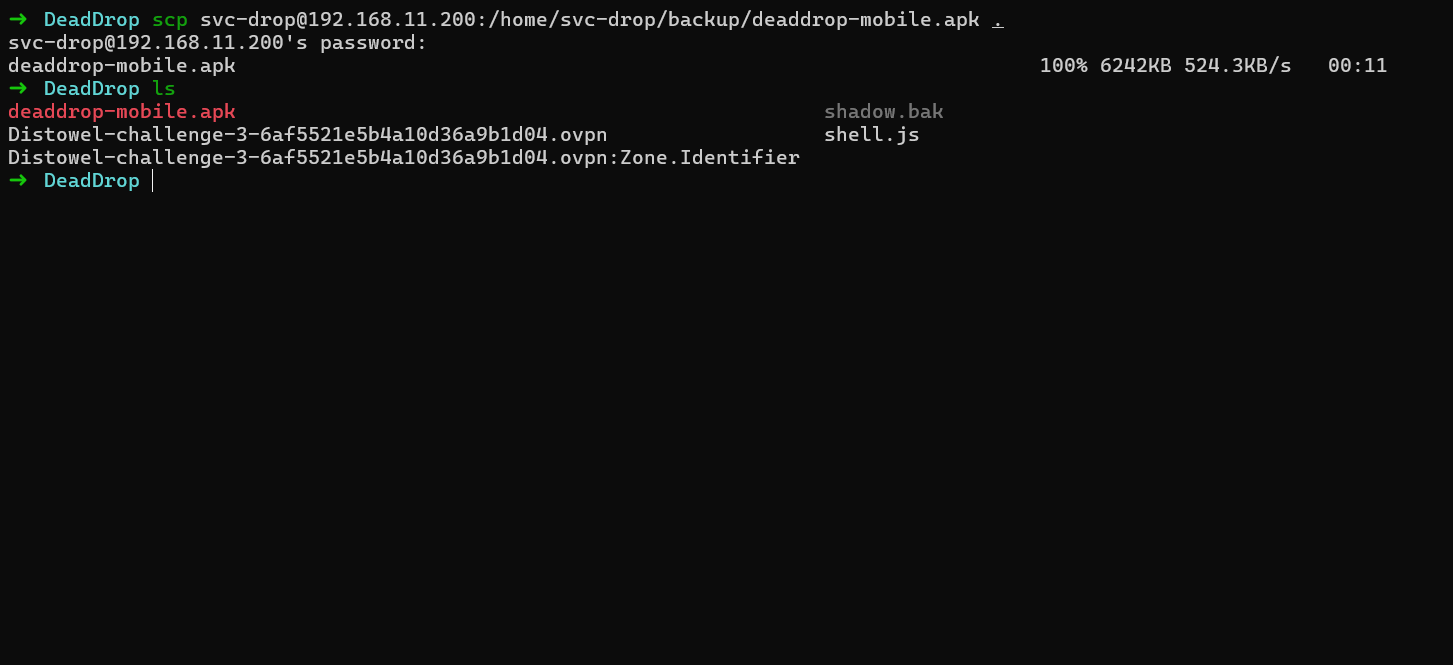 ➜ DeadDrop scp svc-drop@192.168.11.200:/home/svc-drop/backup/deaddrop-mobile.apk .
svc-drop@192.168.11.200's password:
deaddrop-mobile.apk 100% 6242KB 524.3KB/s 00:11
➜ DeadDrop ls
deaddrop-mobile.apk shadow.bak
Distowel-challenge-3-6af5521e5b4a10d36a9b1d04.ovpn shell.js
Distowel-challenge-3-6af5521e5b4a10d36a9b1d04.ovpn:Zone.Identifier
➜ DeadDrop